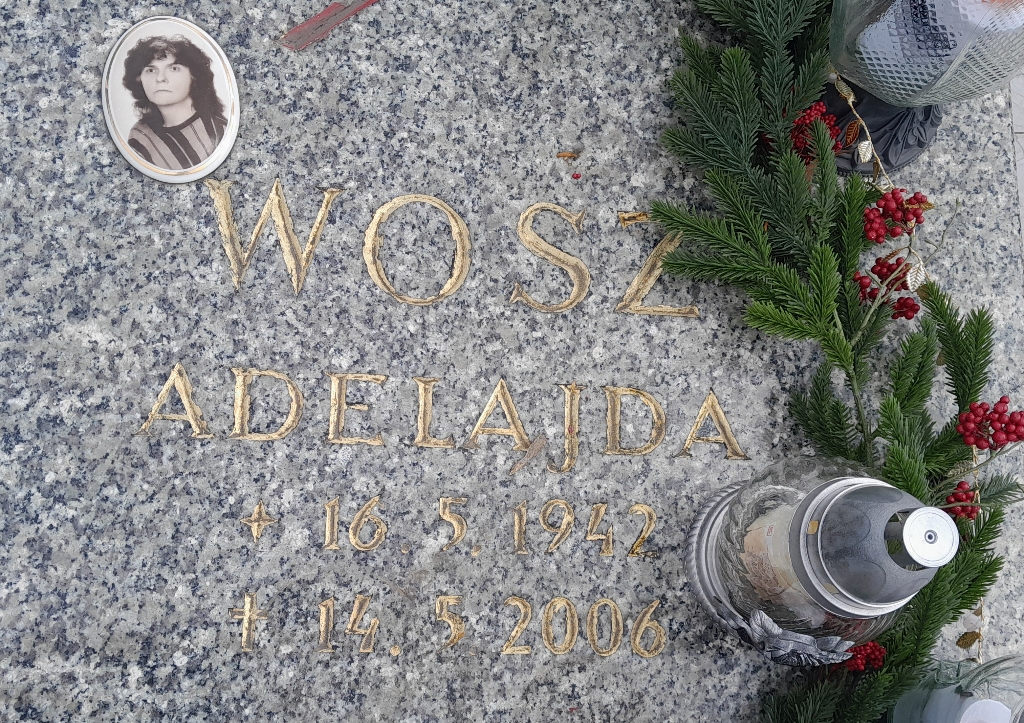 WOSZ
ADELAJDA
16. 5. 1942
✝ 14. 5. 2006